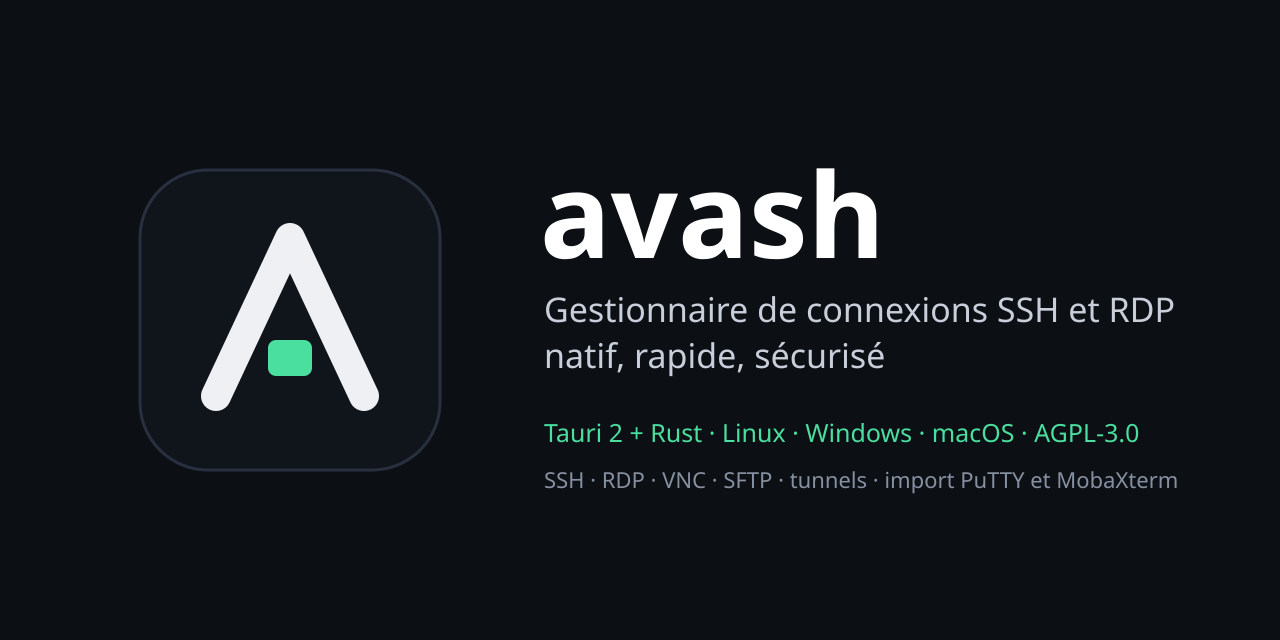 avash
Gestionnaire de connexions SSH et RDP
natif, rapide, sécurisé
Tauri 2 + Rust · Linux · Windows · macOS · AGPL-3.0
SSH · RDP · VNC · SFTP · tunnels · import PuTTY et MobaXterm